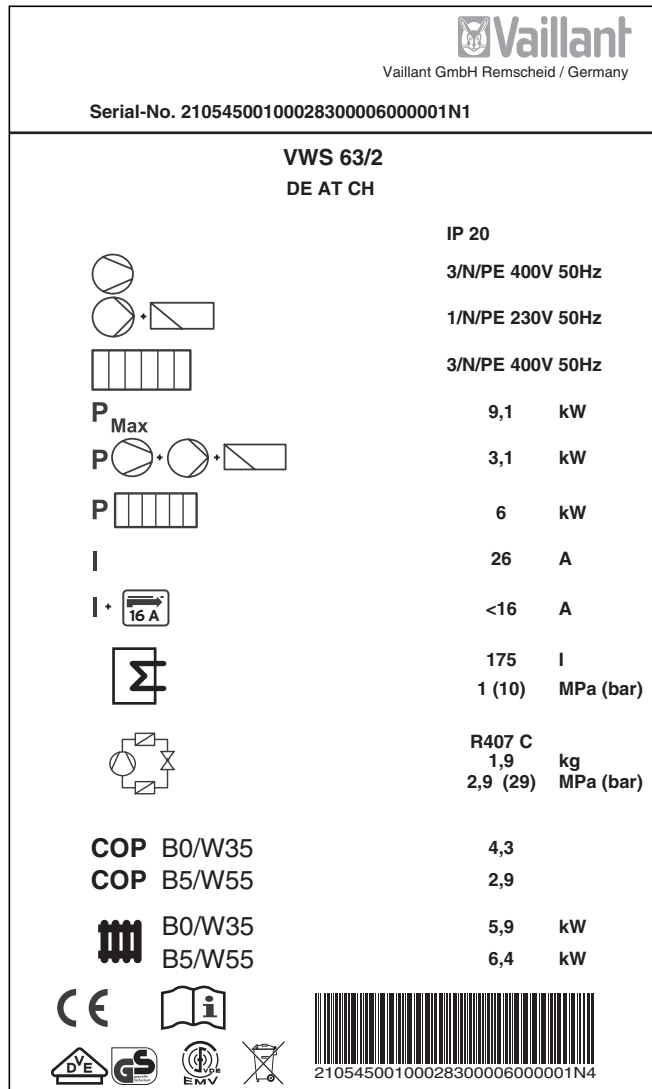 Vaillant
Vaillant GmbH Remscheid / Germany
Serial-No. 21054500100028300006000001N1
VWS 63/2
DE AT CH
IP 20
3/N/PE 400V 50Hz
+ 1/N/PE 230V 50Hz
3/N/PE 400V 50Hz
P Max 9,1 kW
P + + 3,1 kW
P 6 kW
I 26 A
I + 16 A <16 A
Σ 175 l
1 (10) MPa (bar)
R407 C
1,9 kg
2,9 (29) MPa (bar)
COP B0/W35 4,3
COP B5/W55 2,9
B0/W35 5,9 kW
B5/W55 6,4 kW
CE i
DVE GS VDE EMV
21054500100028300006000001N4